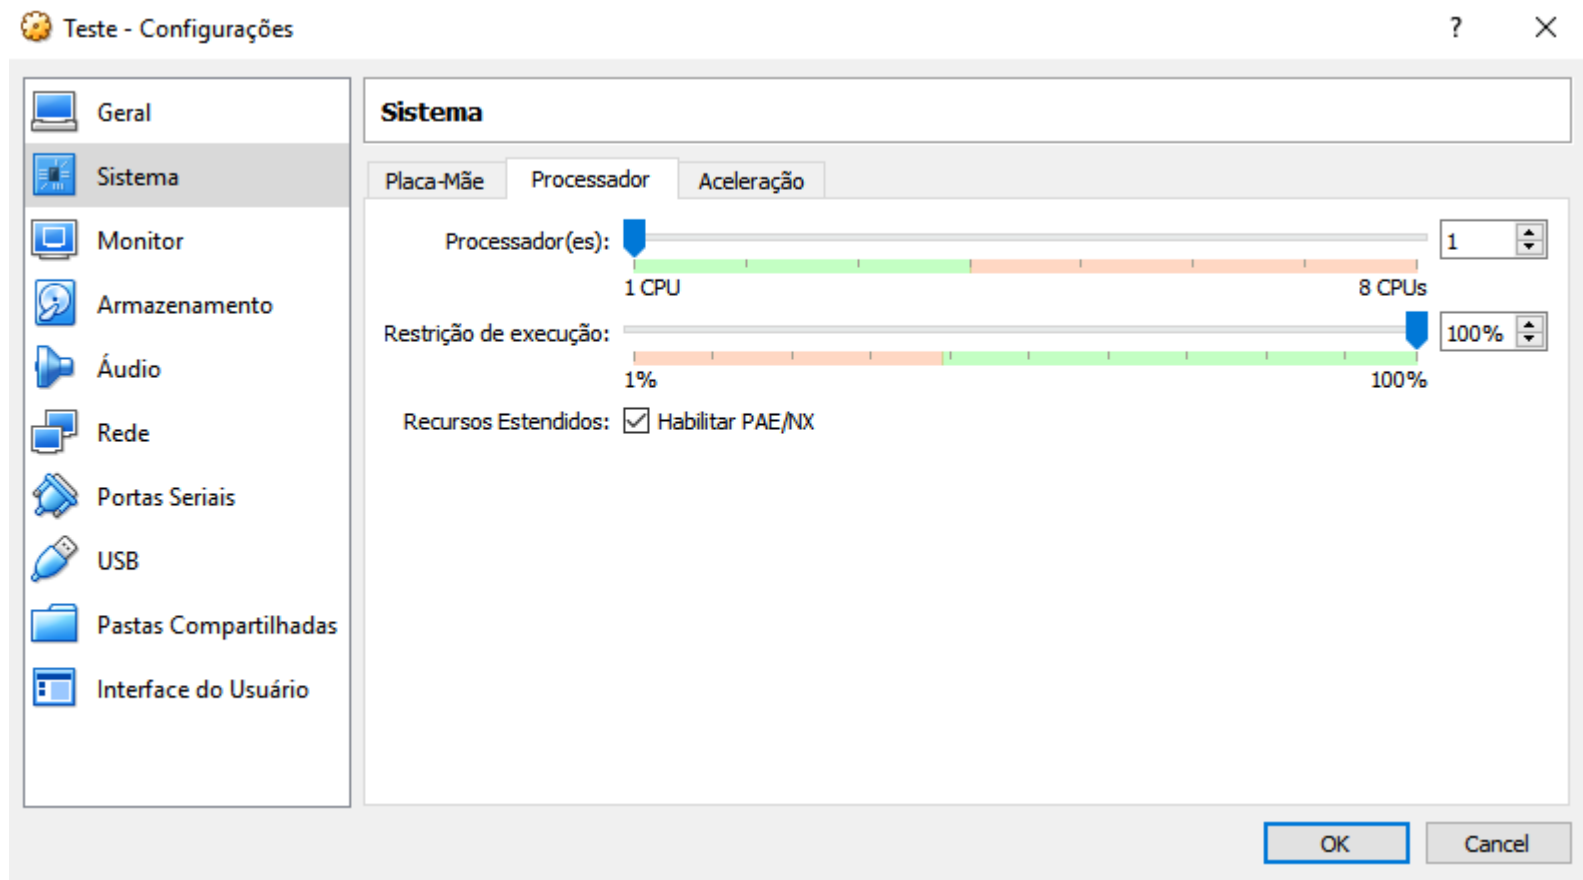 Teste - Configurações
?
Geral
Sistema
Monitor
Armazenamento
Áudio
Rede
Portas Seriais
USB
Pastas Compartilhadas
Interface do Usuário
Sistema
Placa-Mãe Processador Aceleração
Processador(es): 1
1 CPU 8 CPUs
Restrição de execução: 100%
1% 100%
Recursos Estendidos: Habilitar PAE/NX
OK Cancel